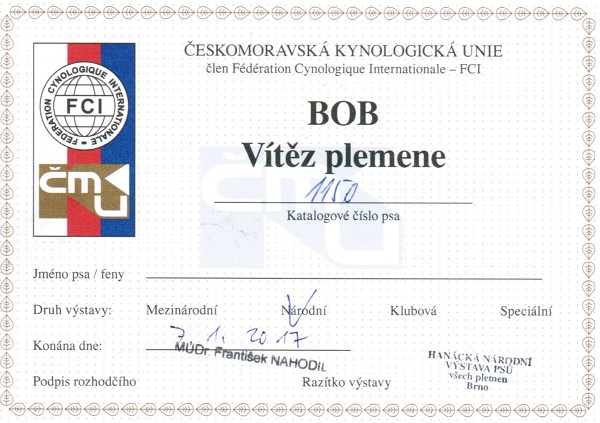 ČESKOMORAVSKÁ KYNOLOGICKÁ UNIE
člen Fédération Cynologique Internationale – FCI
FEDERATION CYNOLOGIQUE INTERNATIONALE
FCI
BOB
Vítěz plemene
čm
u
1150
Katalogové číslo psa
Jméno psa / feny
Druh výstavy: Mezinárodní Národní Klubová Speciální
Konána dne: 7. 1. 2017
MUDr. František NAHODIL
HANÁCKÁ NÁRODNÍ
VÝSTAVA PSŮ
všech plemen
Brno
Podpis rozhodčího Razítko výstavy